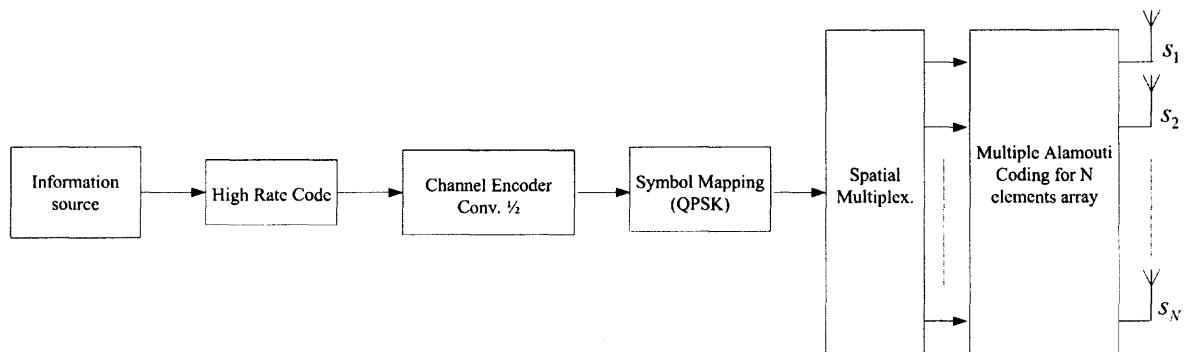 Information
source
High Rate Code
Channel Encoder
Conv. ½
Symbol Mapping
(QPSK)
Spatial
Multiplex.
Multiple Alamouti
Coding for N
elements array
s1
s2
sN